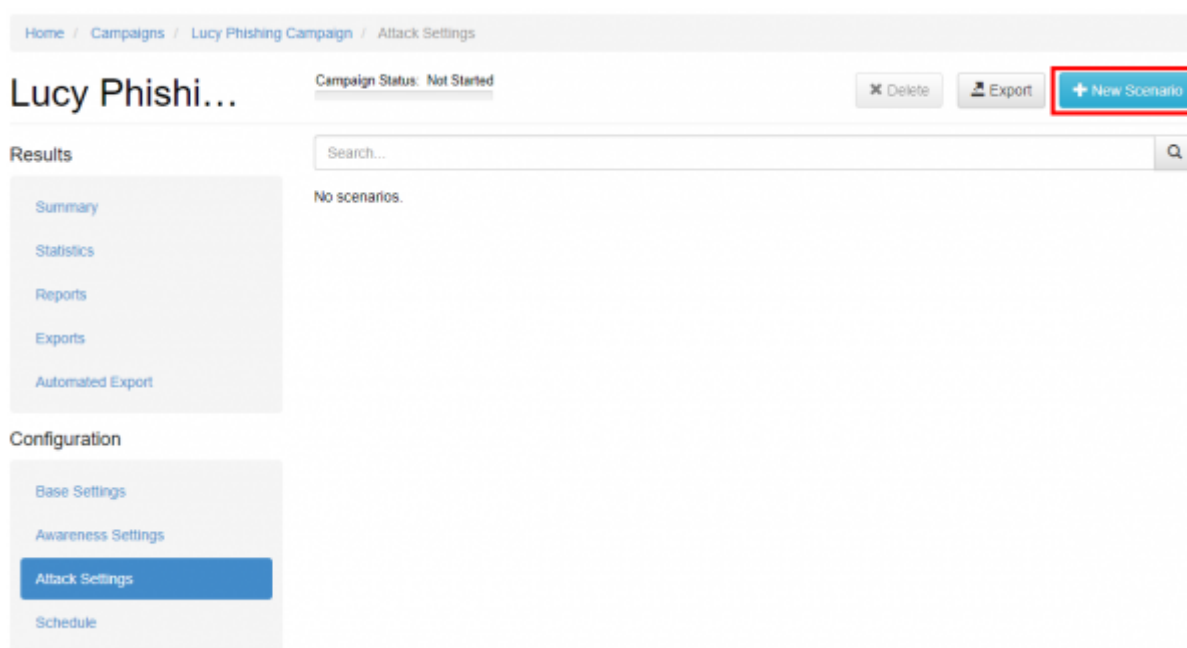 Home / Campaigns / Lucy Phishing Campaign / Attack Settings
Lucy Phishi...
Campaign Status: Not Started
Delete
Export
New Scenario
Results
Search...
Summary
No scenarios.
Statistics
Reports
Exports
Automated Export
Configuration
Base Settings
Awareness Settings
Attack Settings
Schedule